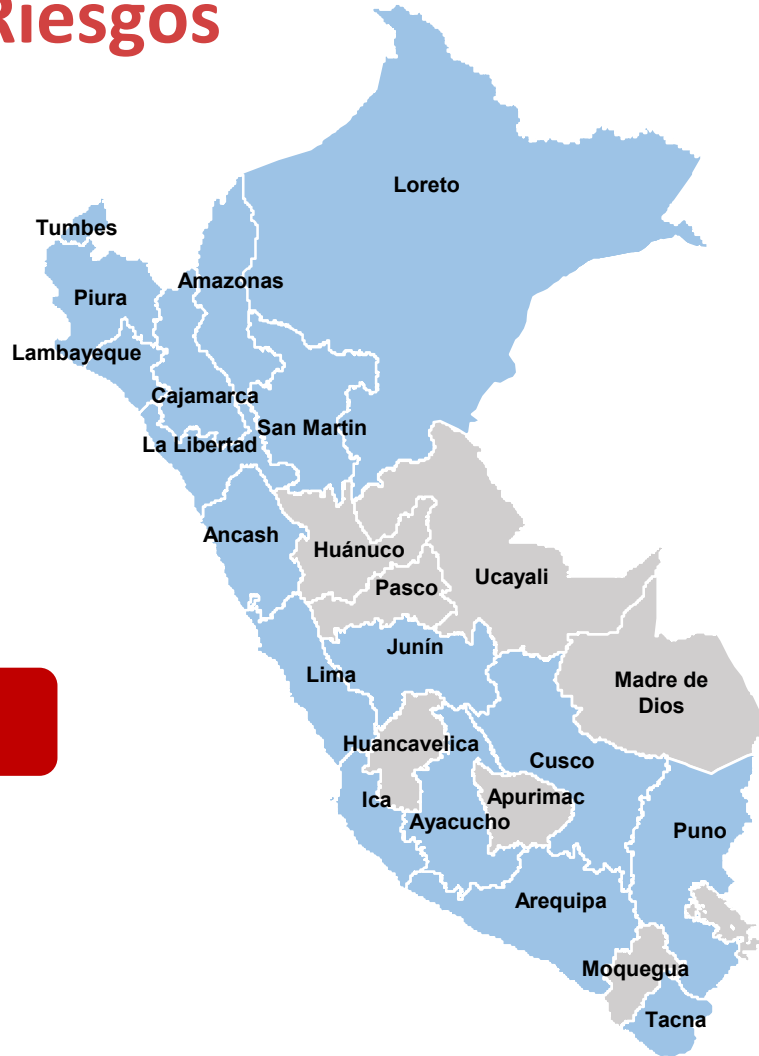 Riesgos
Loreto
Tumbes
Amazonas
Piura
Lambayeque
Cajamarca
San Martin
La Libertad
Ancash
Huánuco
Ucayali
Pasco
Junín
Lima
Madre de
Dios
Huancavelica
Cusco
Ica
Apurimac
Ayacucho
Puno
Arequipa
Moquegua
Tacna